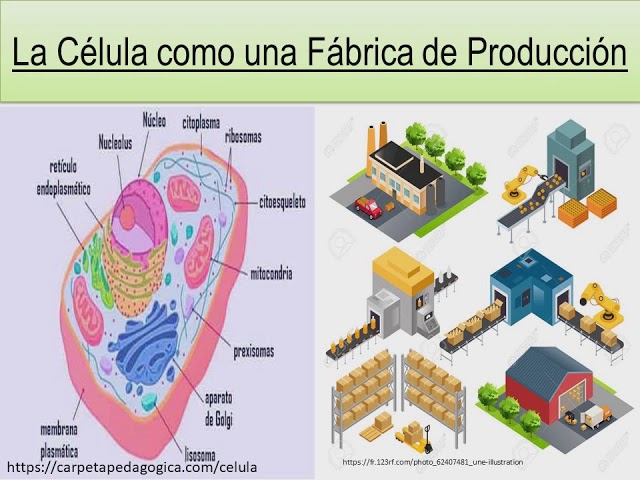 La Célula como una Fábrica de Producción
Núcleo
citoplasma
Nucleolus
ribosomas
retículo
endoplasmático
citoesqueleto
mitocondria
prexisomas
aparato
de Golgi
membrana
plasmática
lisosoma
https://carpetapedagogica.com/celula
https://fr.123rf.com/photo_62407481_une-illustration